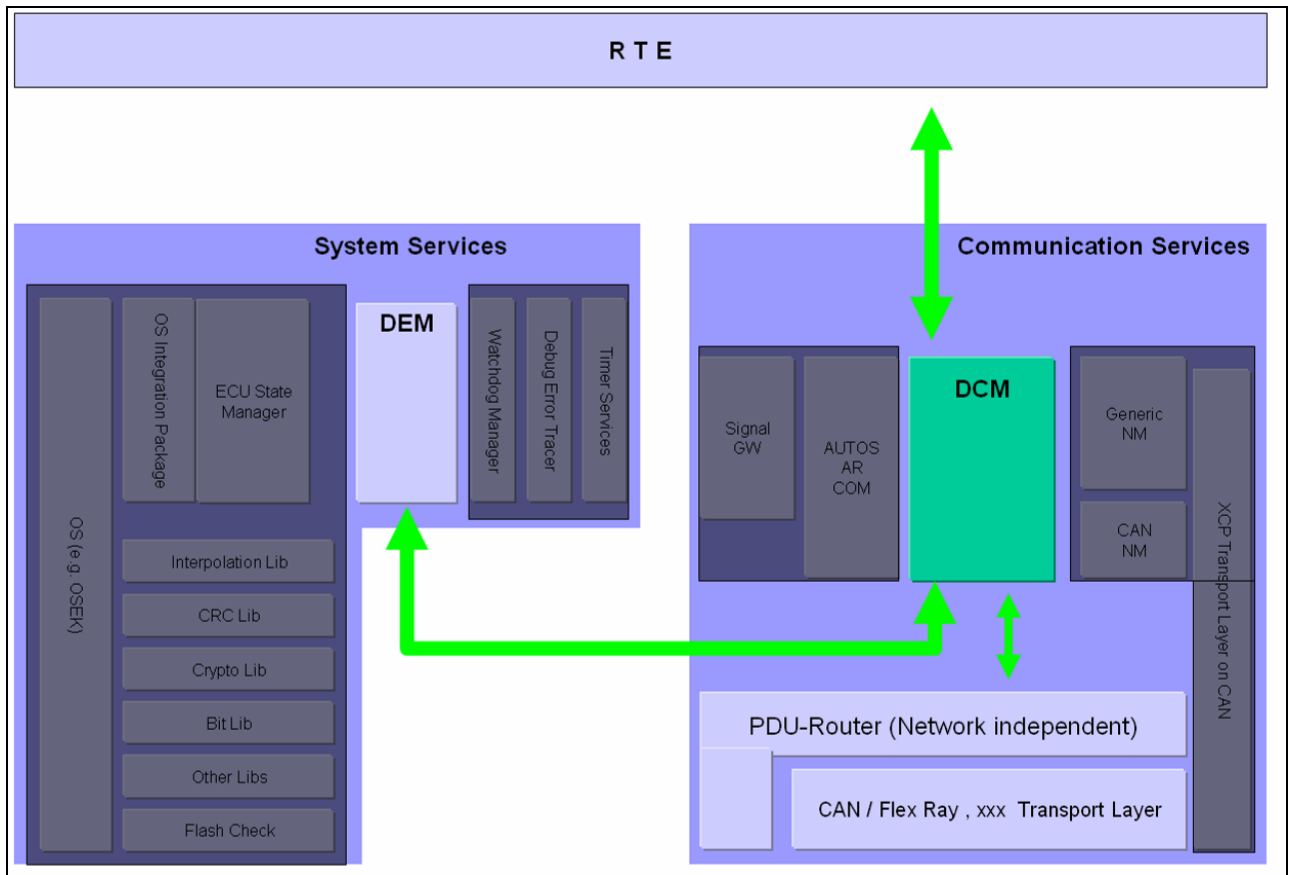 R T E
System Services
OS (e.g. OSEK)
OS Integration Package
ECU State
Manager
DEM
Watchdog Manager
Debug Error Tracer
Timer Services
Interpolation Lib
CRC Lib
Crypto Lib
Bit Lib
Other Libs
Flash Check
Communication Services
Signal
GW
AUTOS
AR
COM
DCM
Generic
NM
CAN
NM
XCP Transport Layer on CAN
PDU-Router (Network independent)
CAN / Flex Ray , xxx Transport Layer